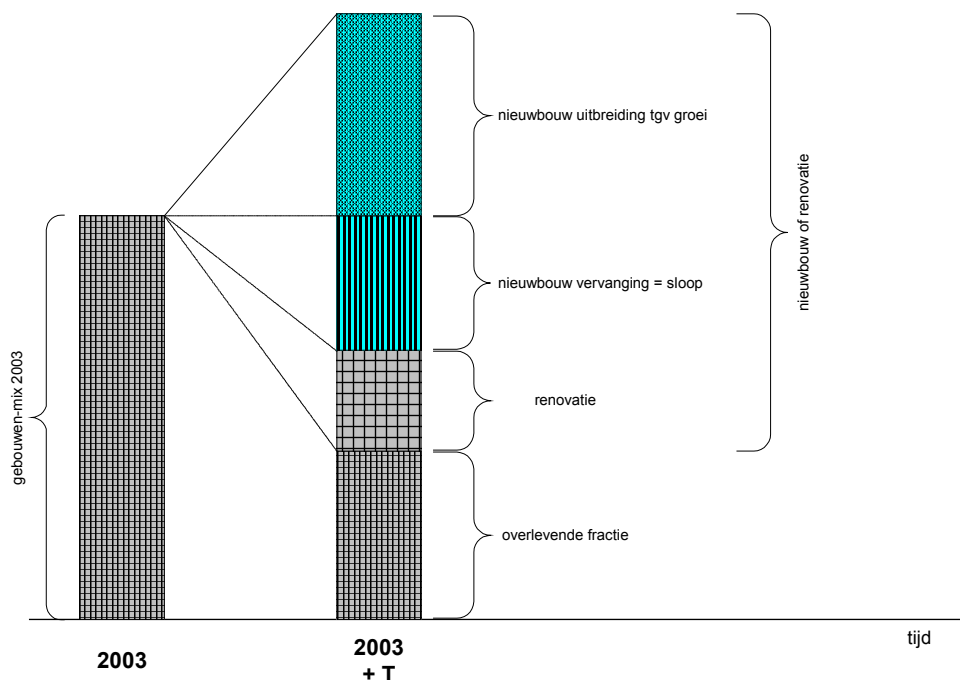 nieuwbouw uitbreiding tgv groei
nieuwbouw of renovatie
nieuwbouw vervanging = sloop
gebouwen-mix 2003
renovatie
overlevende fractie
tijd
2003
2003
+ T